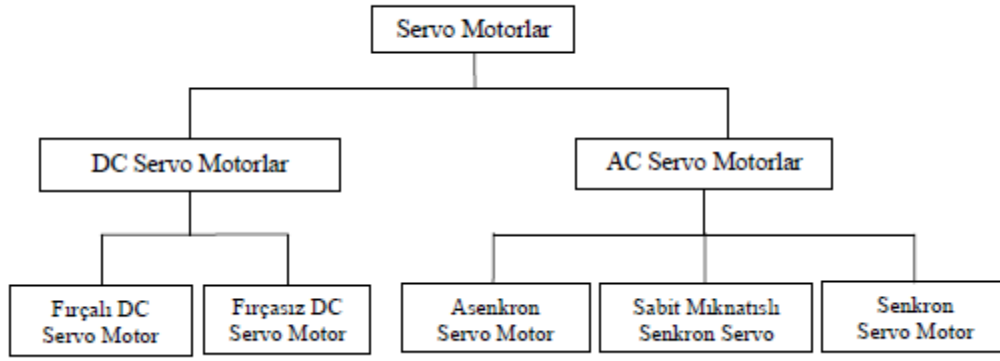 Servo Motorlar
DC Servo Motorlar
AC Servo Motorlar
Fırçalı DC
Servo Motor
Fırçasız DC
Servo Motor
Asenkron
Servo Motor
Sabit Mıknatıslı
Senkron Servo
Senkron
Servo Motor